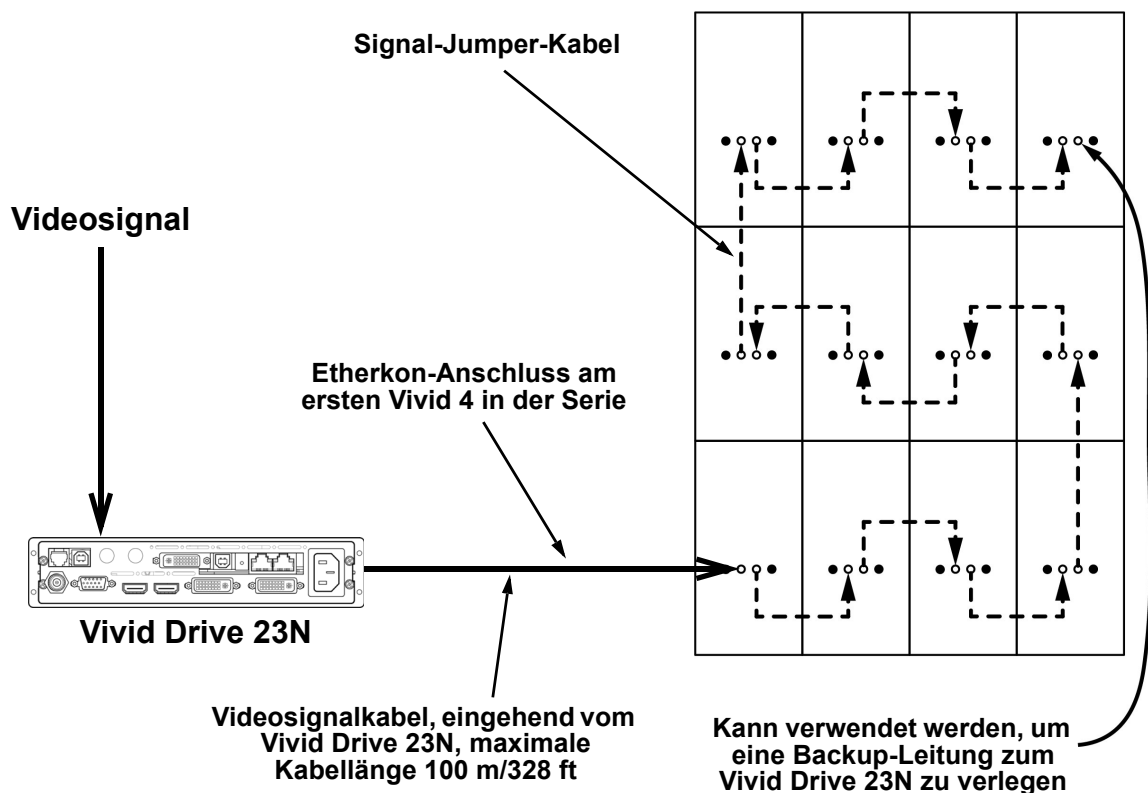 Signal-Jumper-Kabel
Videosignal
Etherkon-Anschluss am
ersten Vivid 4 in der Serie
Vivid Drive 23N
Videosignalkabel, eingehend vom
Vivid Drive 23N, maximale
Kabellänge 100 m/328 ft
Kann verwendet werden, um
eine Backup-Leitung zum
Vivid Drive 23N zu verlegen